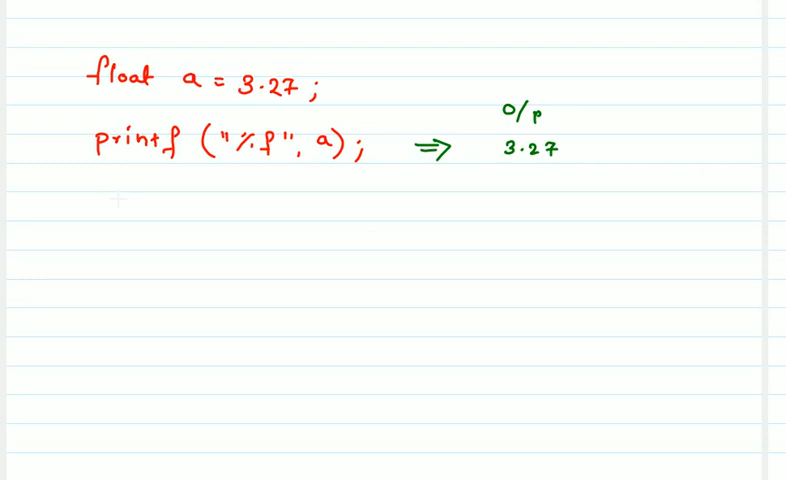 float a = 3.27;
printf ("%f", a); ⇒
O/P
3.27